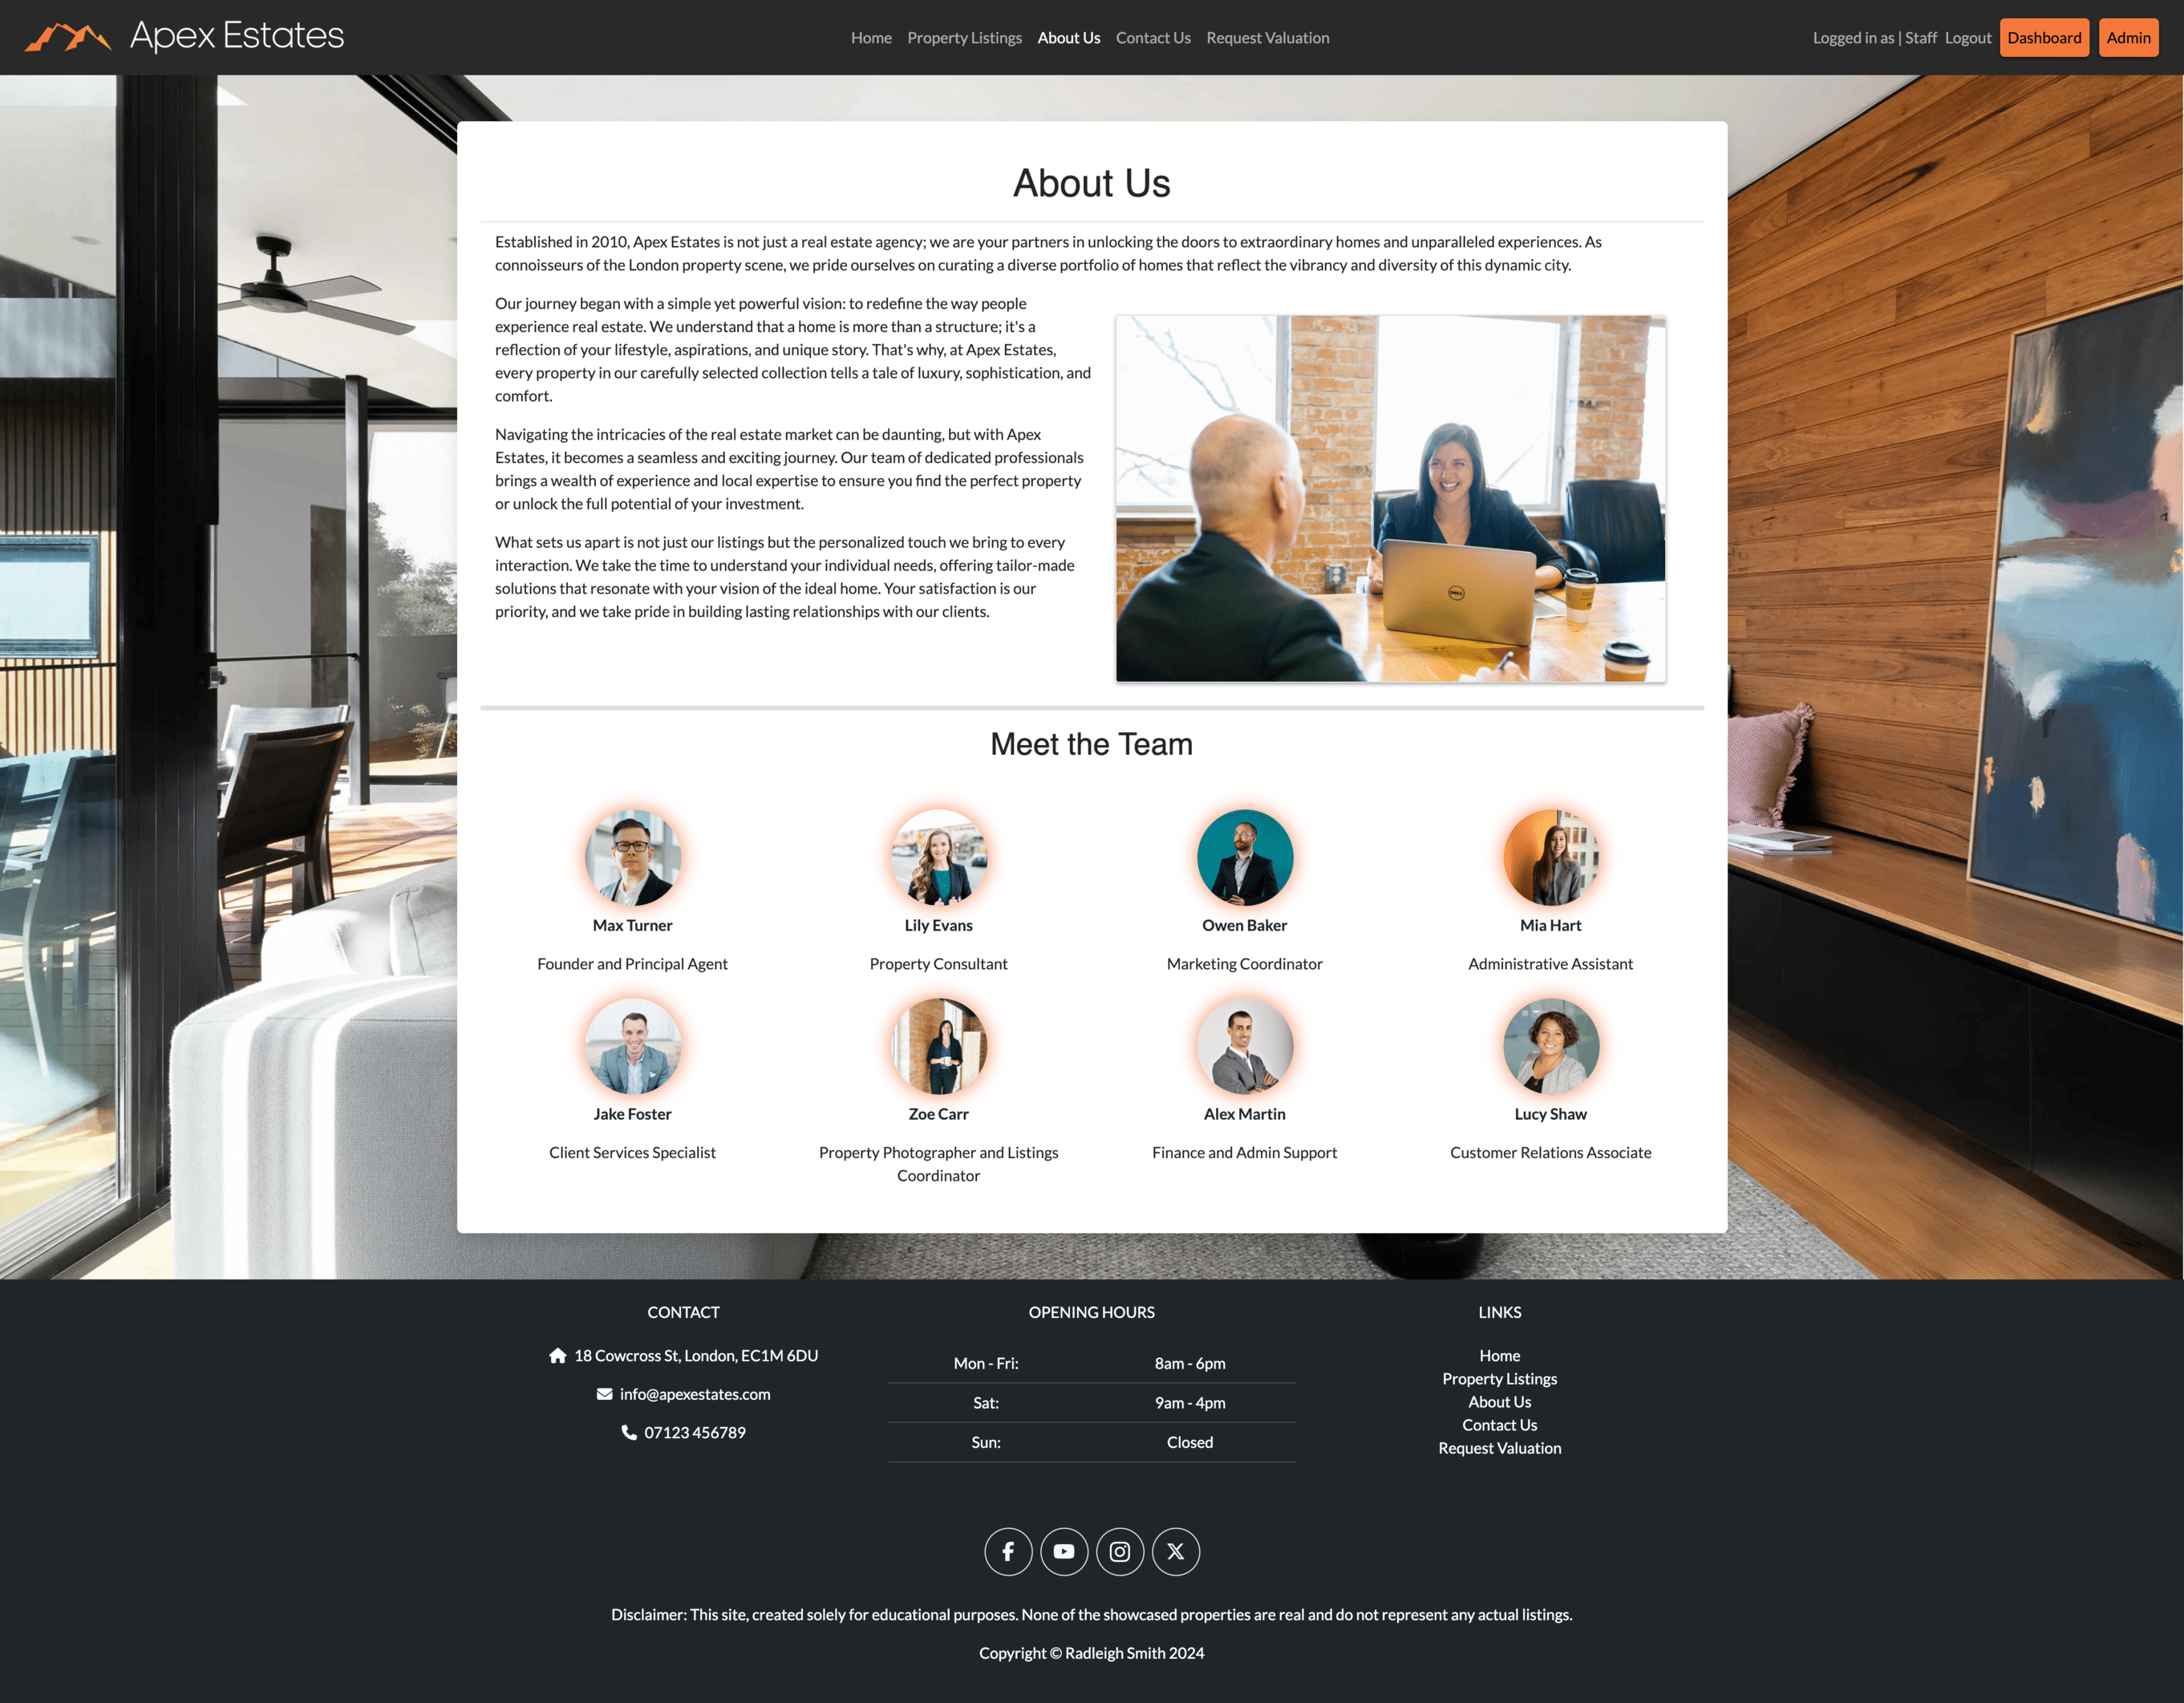 Apex Estates
Home Property Listings About Us Contact Us Request Valuation
Logged in as | Staff Logout Dashboard Admin
About Us
Established in 2010, Apex Estates is not just a real estate agency; we are your partners in unlocking the doors to extraordinary homes and unparalleled experiences. As
connoisseurs of the London property scene, we pride ourselves on curating a diverse portfolio of homes that reflect the vibrancy and diversity of this dynamic city.
Our journey began with a simple yet powerful vision: to redefine the way people
experience real estate. We understand that a home is more than a structure; it's a
reflection of your lifestyle, aspirations, and unique story. That's why, at Apex Estates,
every property in our carefully selected collection tells a tale of luxury, sophistication, and
comfort.
Navigating the intricacies of the real estate market can be daunting, but with Apex
Estates, it becomes a seamless and exciting journey. Our team of dedicated professionals
brings a wealth of experience and local expertise to ensure you find the perfect property
or unlock the full potential of your investment.
What sets us apart is not just our listings but the personalized touch we bring to every
interaction. We take the time to understand your individual needs, offering tailor-made
solutions that resonate with your vision of the ideal home. Your satisfaction is our
priority, and we take pride in building lasting relationships with our clients.
DELL
Meet the Team
Max Turner
Founder and Principal Agent
Lily Evans
Property Consultant
Owen Baker
Marketing Coordinator
Mia Hart
Administrative Assistant
Jake Foster
Client Services Specialist
Zoe Carr
Property Photographer and Listings
Coordinator
Alex Martin
Finance and Admin Support
Lucy Shaw
Customer Relations Associate
CONTACT
18 Cowcross St, London, EC1M 6DU
info@apexestates.com
07123 456789
OPENING HOURS
Mon - Fri: 8am - 6pm
Sat: 9am - 4pm
Sun: Closed
LINKS
Home
Property Listings
About Us
Contact Us
Request Valuation
Disclaimer: This site, created solely for educational purposes. None of the showcased properties are real and do not represent any actual listings.
Copyright © Radleigh Smith 2024